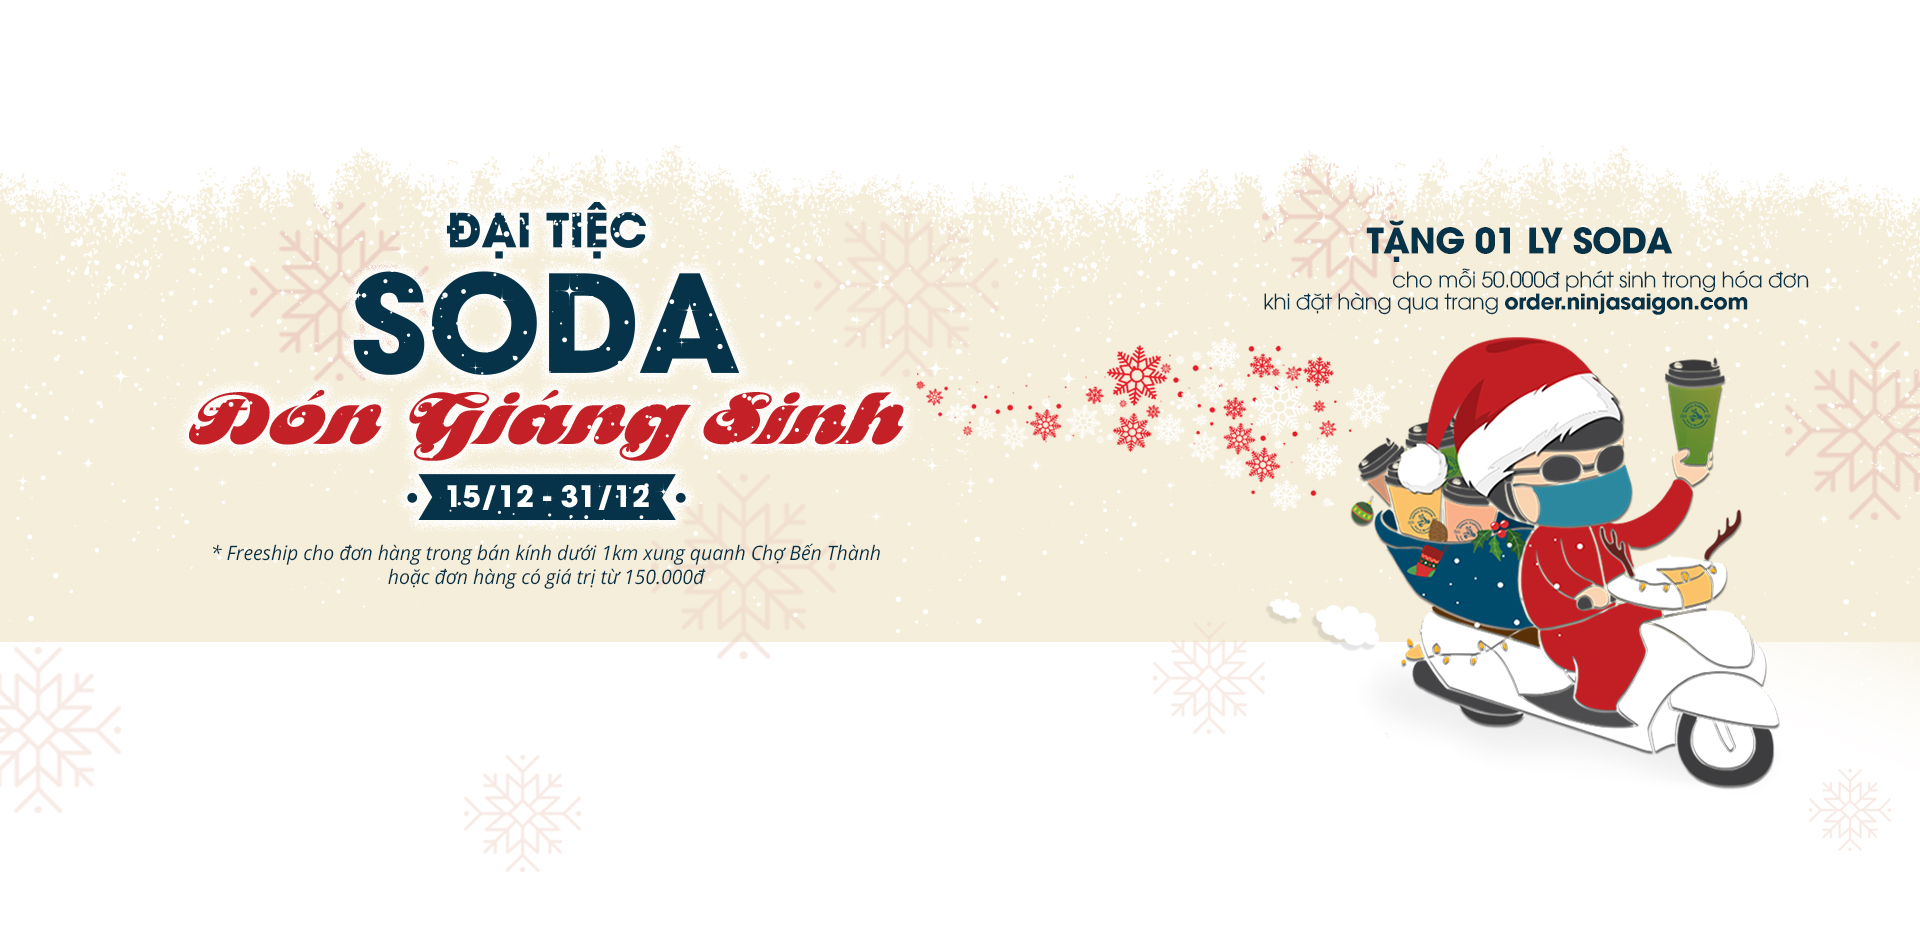 ĐẠI TIỆC
SODA
Đón Giáng Sinh
15/12 - 31/12
* Freeship cho đơn hàng trong bán kính dưới 1km xung quanh Chợ Bến Thành
hoặc đơn hàng có giá trị từ 150.000đ
TẶNG 01 LY SODA
cho mỗi 50.000đ phát sinh trong hóa đơn
khi đặt hàng qua trang order.ninjasaigon.com